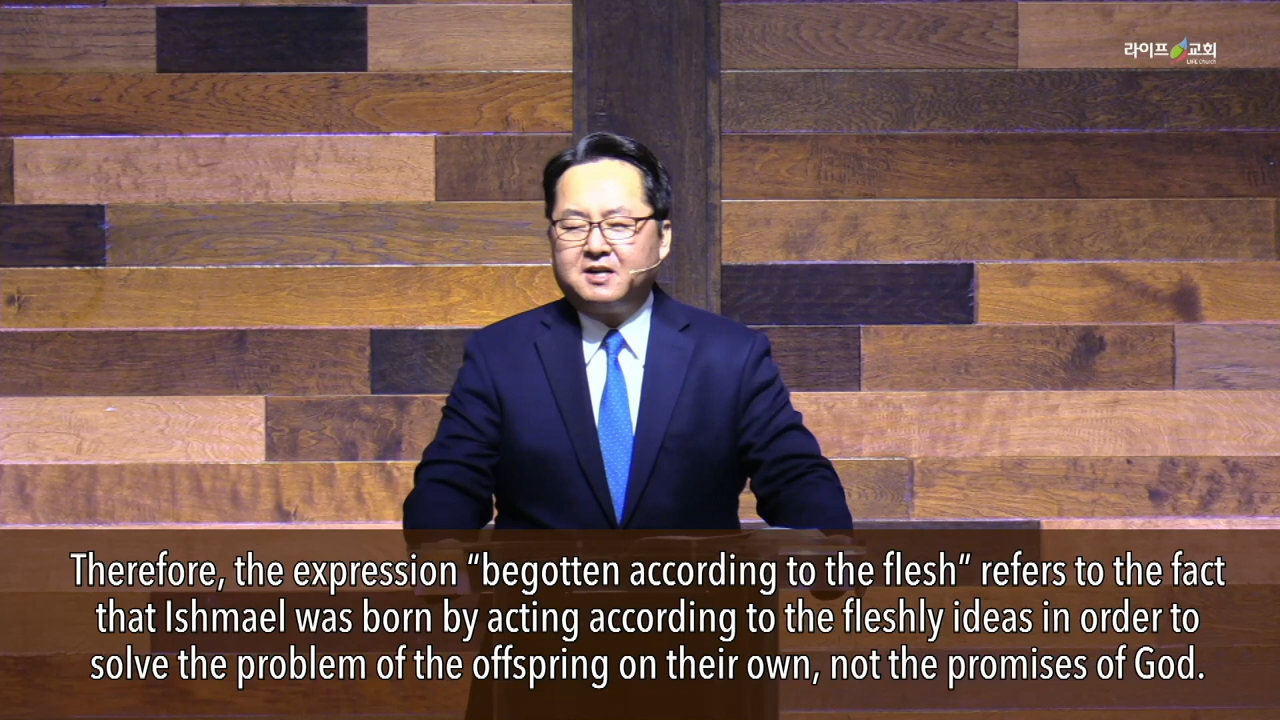 라이프 교회
LIFE Church
Therefore, the expression “begotten according to the flesh” refers to the fact
that Ishmael was born by acting according to the fleshly ideas in order to
solve the problem of the offspring on their own, not the promises of God.